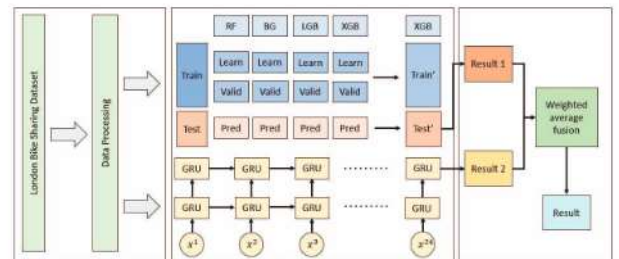 London Bike Sharing Dataset
Data Processing
RF BG LGB XGB XGB
Train Learn Learn Learn Learn Train'
Valid Valid Valid Valid
Test Pred Pred Pred Pred Test'
GRU GRU GRU ......... GRU
GRU GRU GRU ......... GRU
x¹ x² x³ x²⁴
Result 1
Result 2
Weighted
average
fusion
Result